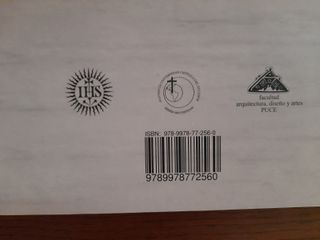 IHS
facultad
arquitectura, diseño y artes
PUCE
ISBN: 978-9978-77-256-0
9789978772560